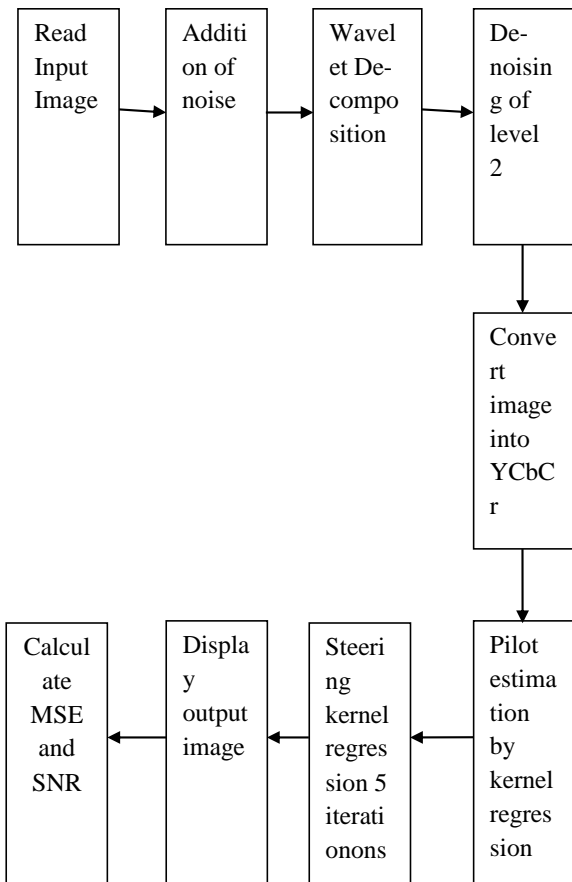 Read
Input
Image
Additi
on of
noise
Wavel
et De-
compo
sition
De-
noisin
g of
level
2
Conve
rt
image
into
YCbC
r
Pilot
estima
tion
by
kernel
regres
sion
Steeri
ng
kernel
regres
sion 5
iterati
onons
Displa
y
output
image
Calcul
ate
MSE
and
SNR